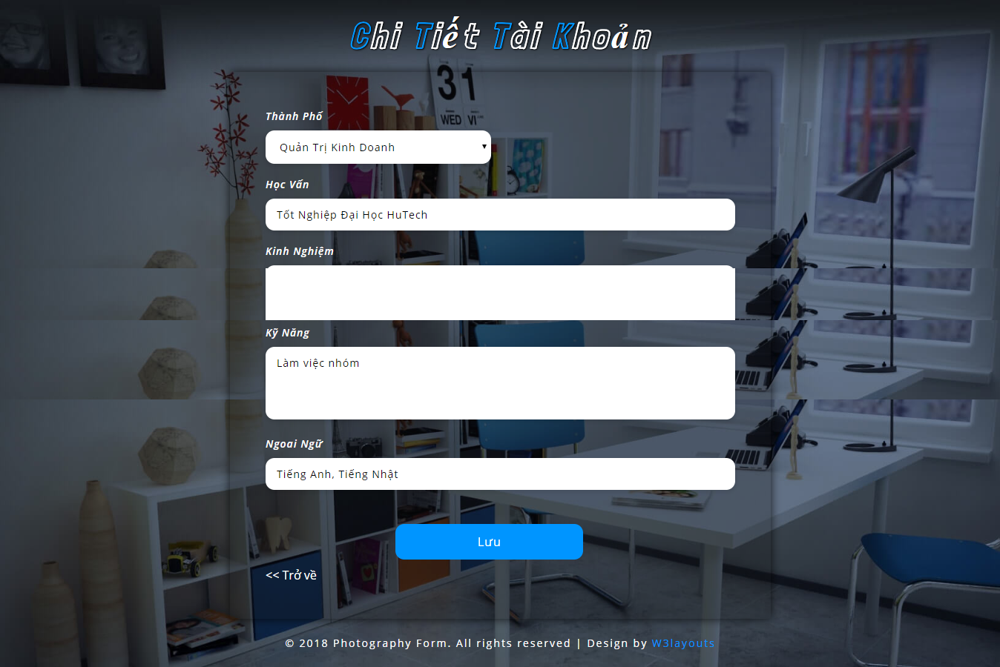 Chi Tiết Tài Khoản
31
WED VI
Thành Phố
Quản Trị Kinh Doanh
Học Vấn
Tốt Nghiệp Đại Học HuTech
Kinh Nghiệm
Kỹ Năng
Làm việc nhóm
Ngoai Ngữ
Tiếng Anh, Tiếng Nhật
Lưu
<< Trở về
© 2018 Photography Form. All rights reserved | Design by W3layouts